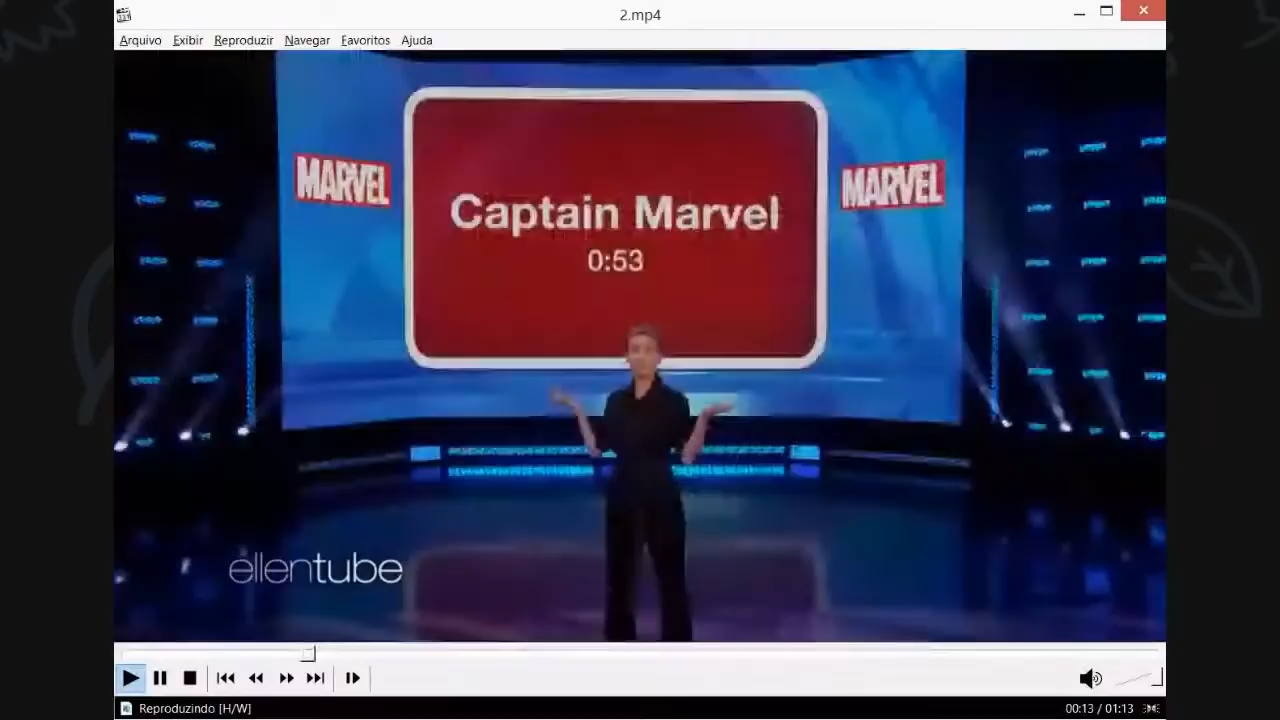 2.mp4
Arquivo Exibir Reproduzir Navegar Favoritos Ajuda
MARVEL
Captain Marvel
0:53
MARVEL
ellentube
Reproduzindo [H/W]
00:13 / 01:13